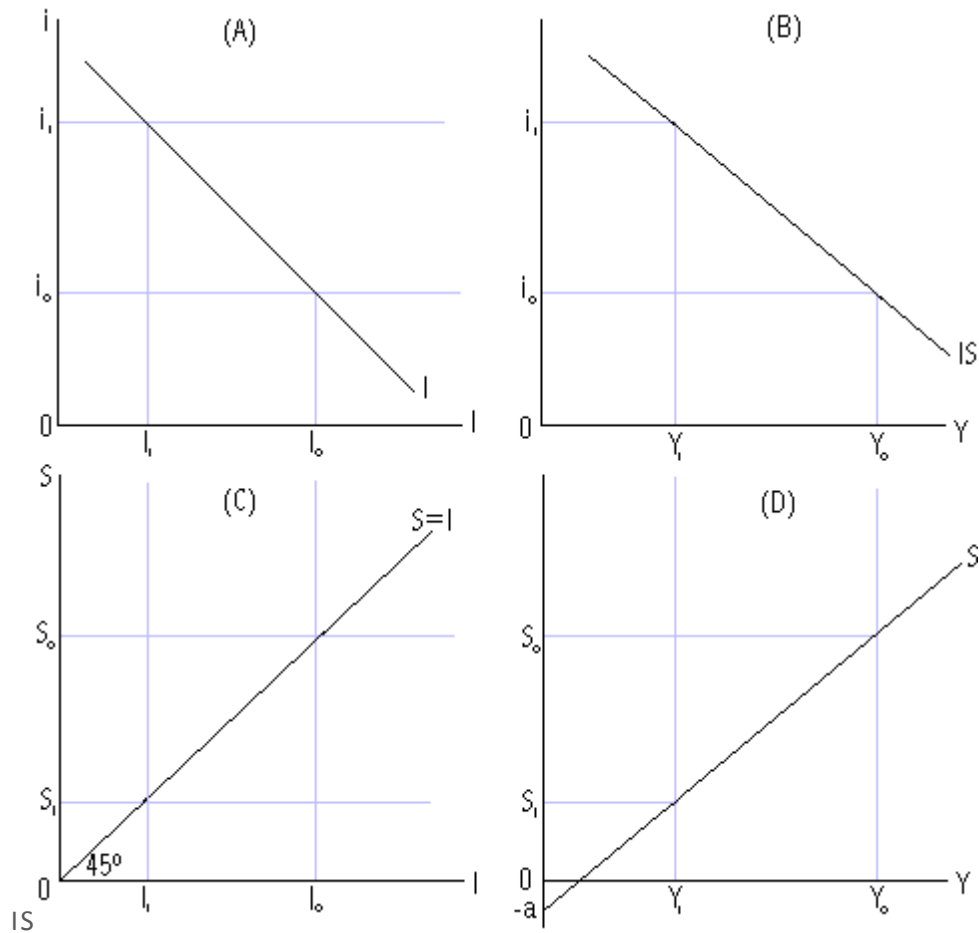 i (A)
i₁
i₀
I
0 I₁ I₀ I
i (B)
i₁
i₀
IS
0 Y₁ Y₀ Y
S (C)
S=I
S₀
S₁
45º
0 I₁ I₀ I
(D)
S
S₀
S₁
0 Y₁ Y₀ Y
-a
IS